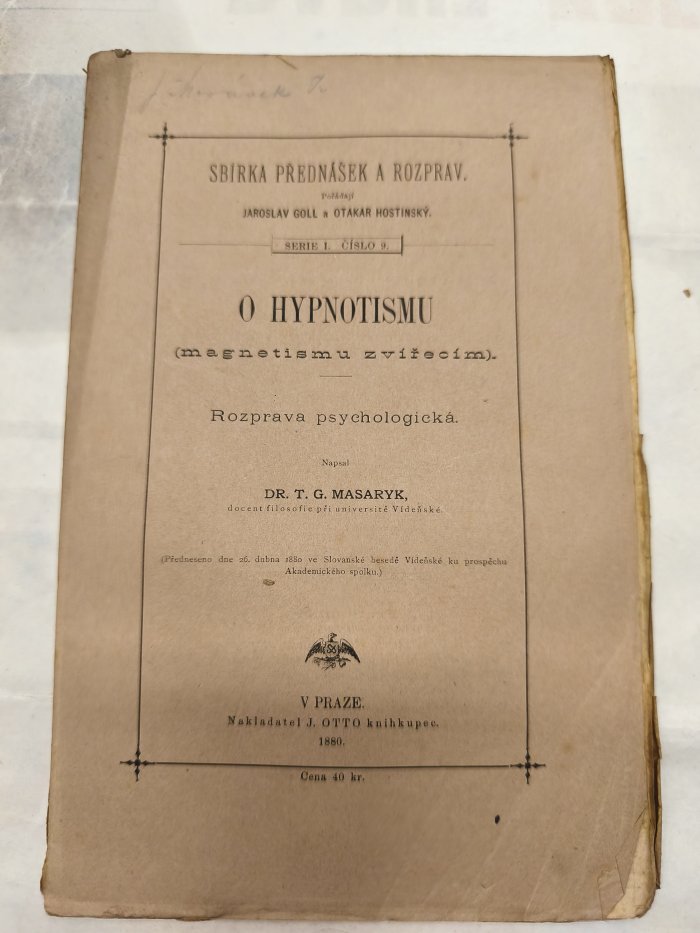 SBÍRKA PŘEDNÁŠEK A ROZPRAV.
Pořádají
JAROSLAV GOLL a OTAKAR HOSTINSKÝ.
SERIE I. ČÍSLO 9.
O HYPNOTISMU
(magnetismu zvířecím).
Rozprava psychologická.
Napsal
DR. T. G. MASARYK,
docent filosofie při universitě Vídeňské.
(Předneseno dne 26. dubna 1880 ve Slovanské besedě Vídeňské ku prospěchu
Akademického spolku.)
V PRAZE.
Nakladatel J. OTTO knihkupec.
1880.
Cena 40 kr.